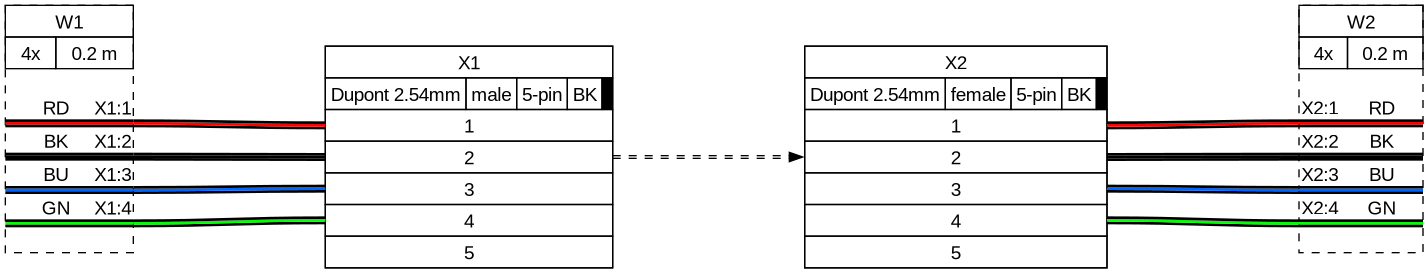 W1
4x 0.2 m
RD X1:1
BK X1:2
BU X1:3
GN X1:4
X1
Dupont 2.54mm male 5-pin BK
1
2
3
4
5
X2
Dupont 2.54mm female 5-pin BK
1
2
3
4
5
W2
4x 0.2 m
X2:1 RD
X2:2 BK
X2:3 BU
X2:4 GN